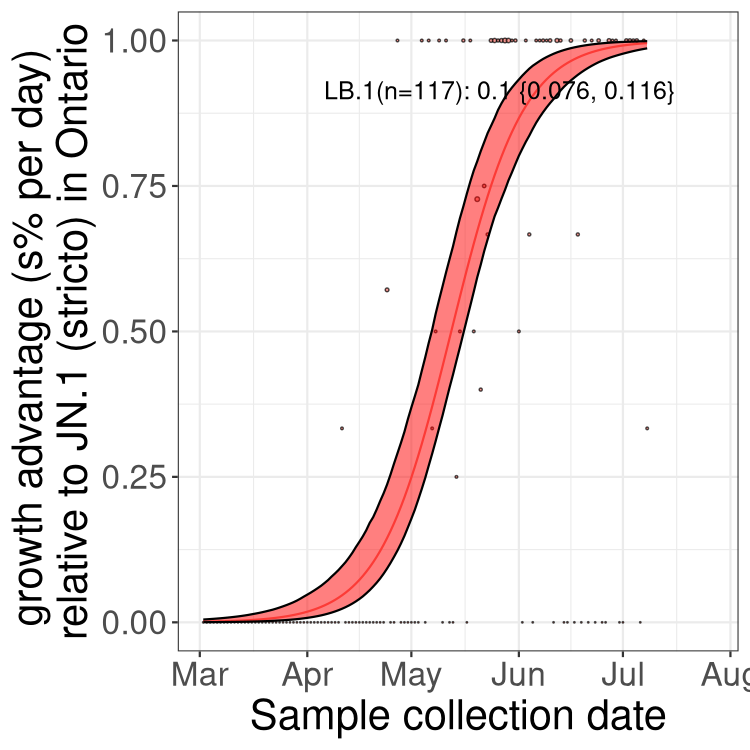 growth advantage (s% per day)
relative to JN.1 (stricto) in Ontario
1.00
0.75
0.50
0.25
0.00
LB.1(n=117): 0.1 {0.076, 0.116}
Mar Apr May Jun Jul Aug
Sample collection date